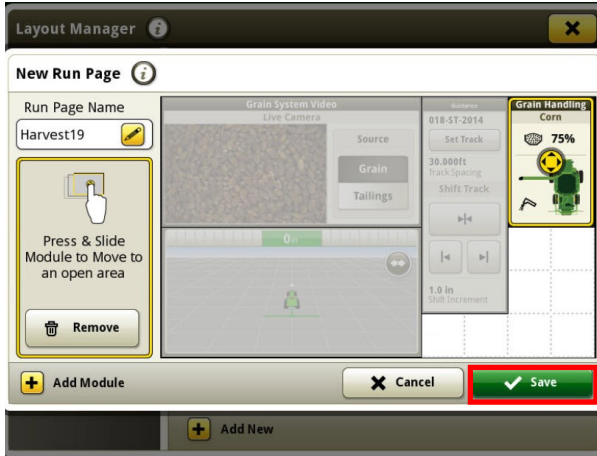 Layout Manager
New Run Page
Run Page Name
Harvest19
Press & Slide
Module to Move to
an open area
Remove
Grain System Video
Live Camera
Source
Grain
Tailings
0in
Guidance
018-ST-2014
Set Track
30.000ft
Track Spacing
Shift Track
1.0 in
Shift Increment
Grain Handling
Corn
75%
Add Module
Cancel
Save
Add New